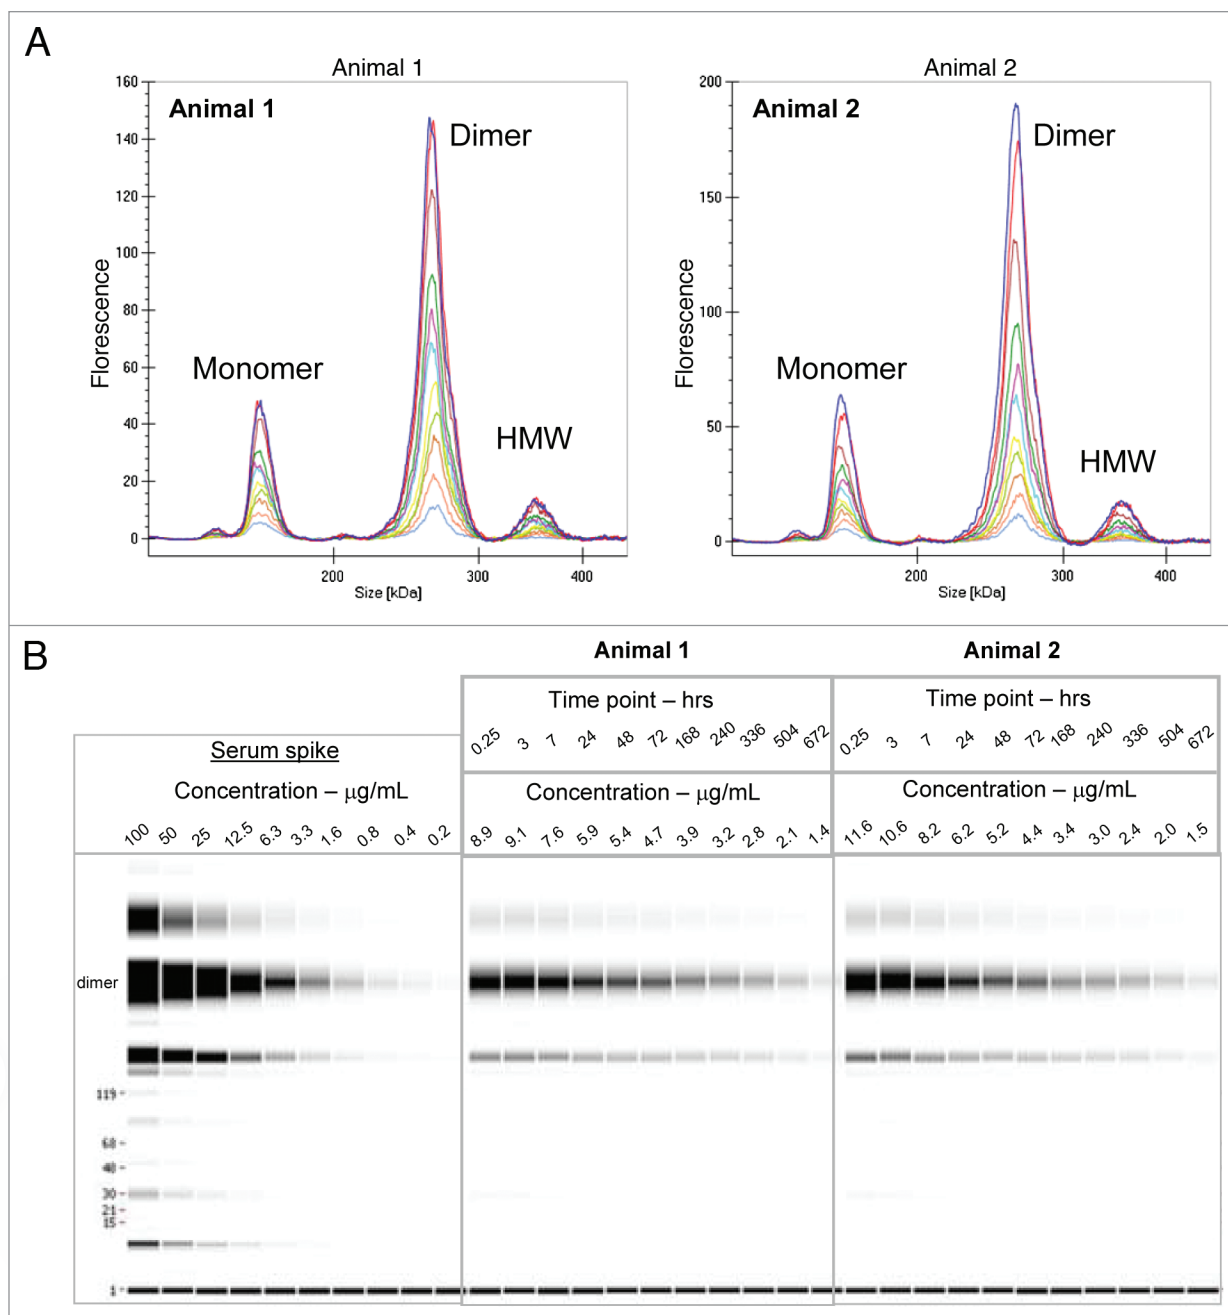 A
Animal 1
Animal 1
160
140
120
100
80
60
40
20
0
Florescence
Monomer
Dimer
HMW
200 300 400
Size [kDa]
Animal 2
Animal 2
200
150
100
50
0
Florescence
Monomer
Dimer
HMW
200 300 400
Size [kDa]
B
Animal 1 Animal 2
Time point – hrs Time point – hrs
0.25 3 7 24 48 72 168 240 336 504 672 0.25 3 7 24 48 72 168 240 336 504 672
Serum spike
Concentration – μg/mL Concentration – μg/mL Concentration – μg/mL
100 50 25 12.5 6.3 3.3 1.6 0.8 0.4 0.2 8.9 9.1 7.6 5.9 5.4 4.7 3.9 3.2 2.8 2.1 1.4 11.6 10.6 8.2 6.2 5.2 4.4 3.4 3.0 2.4 2.0 1.5
dimer
119
68
48
30
21
15
1